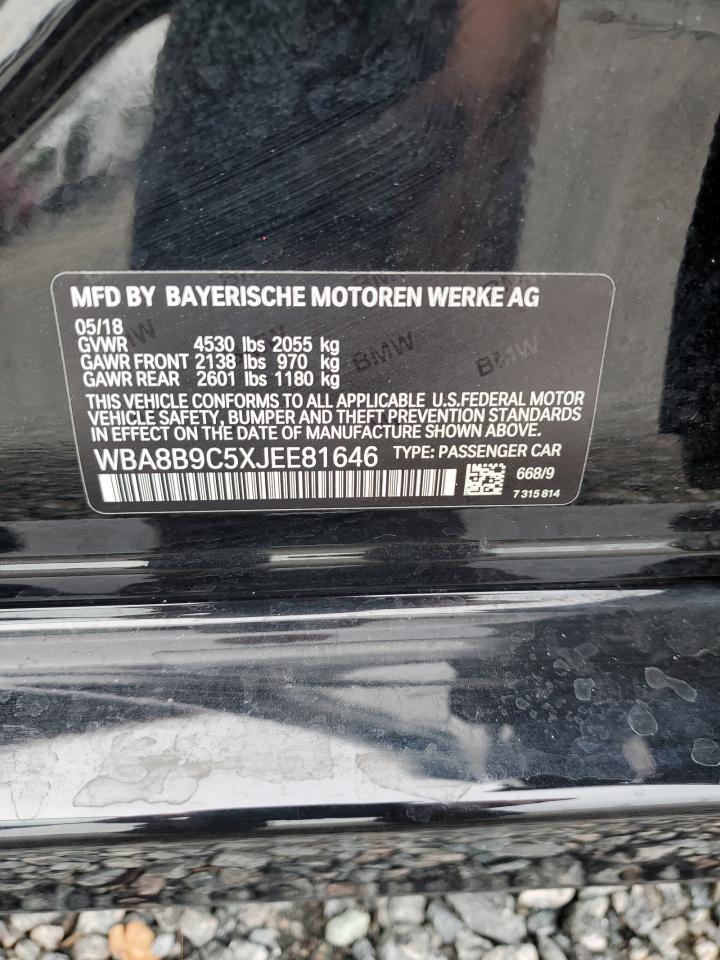 MFD BY BAYERISCHE MOTOREN WERKE AG
05/18
GVWR 4530 lbs 2055 kg
GAWR FRONT 2138 lbs 970 kg
GAWR REAR 2601 lbs 1180 kg
THIS VEHICLE CONFORMS TO ALL APPLICABLE U.S.FEDERAL MOTOR
VEHICLE SAFETY, BUMPER AND THEFT PREVENTION STANDARDS
IN EFFECT ON THE DATE OF MANUFACTURE SHOWN ABOVE.
WBA8B9C5XJEE81646 TYPE: PASSENGER CAR
668/9
7 315 814
BMW
BMW
BMW